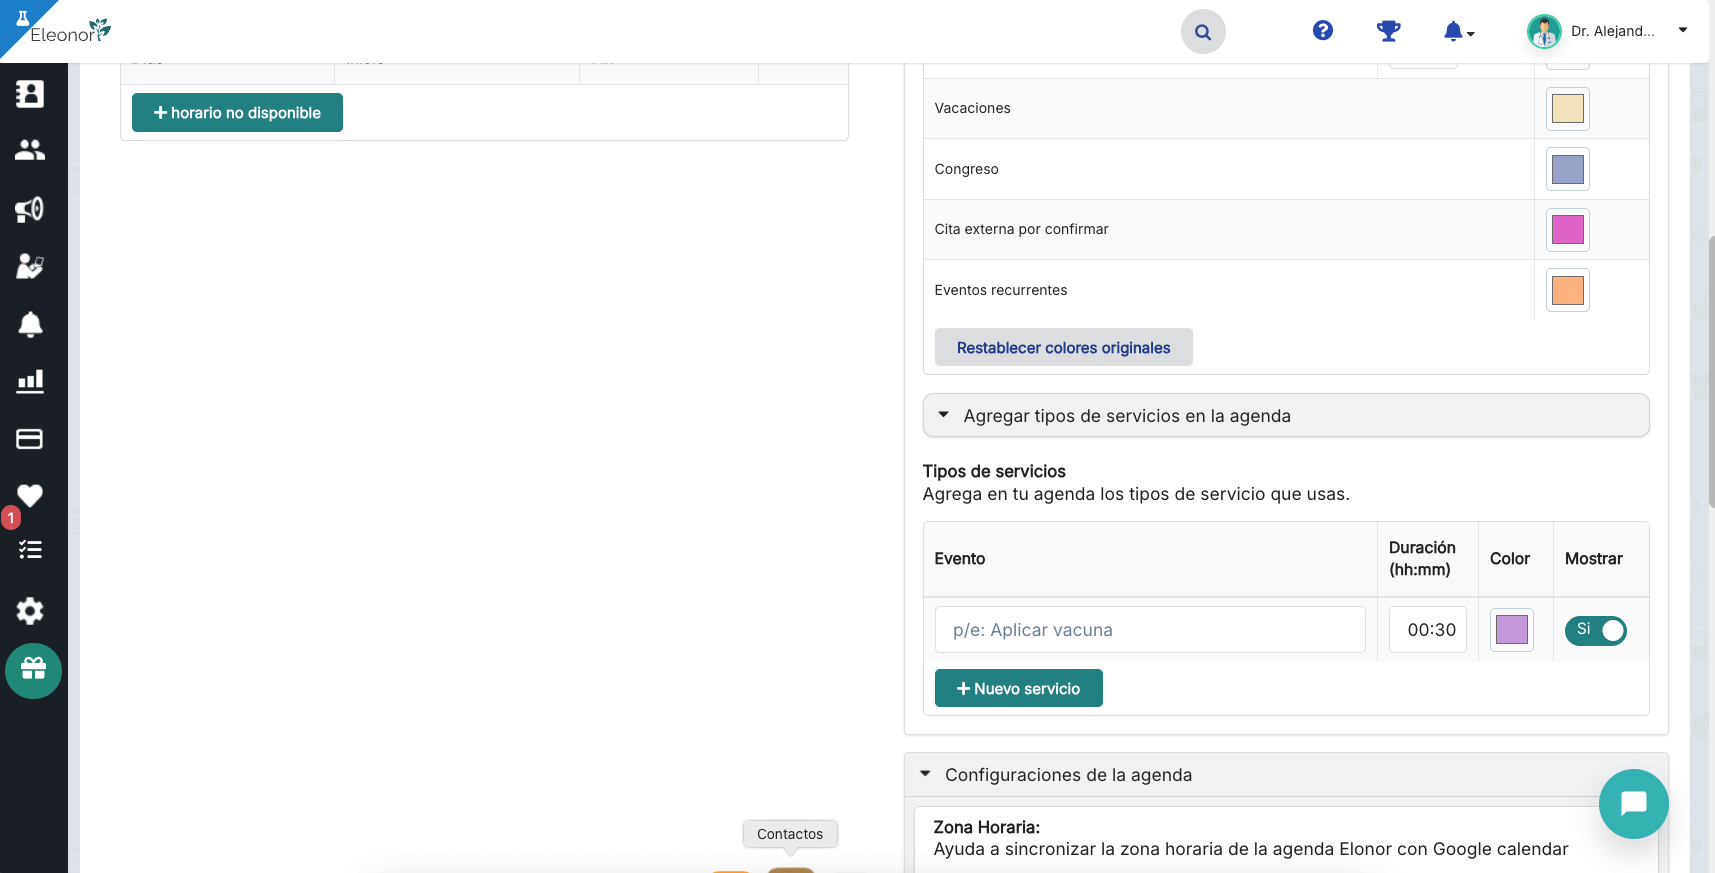 Eleonor
Dr. Alejand...
horario no disponible
Vacaciones
Congreso
Cita externa por confirmar
Eventos recurrentes
Restablecer colores originales
Agregar tipos de servicios en la agenda
Tipos de servicios
Agrega en tu agenda los tipos de servicio que usas.
Evento
Duración
(hh:mm)
Color
Mostrar
p/e: Aplicar vacuna
00:30
Si
1
Nuevo servicio
Configuraciones de la agenda
Zona Horaria:
Ayuda a sincronizar la zona horaria de la agenda Elonor con Google calendar
Contactos